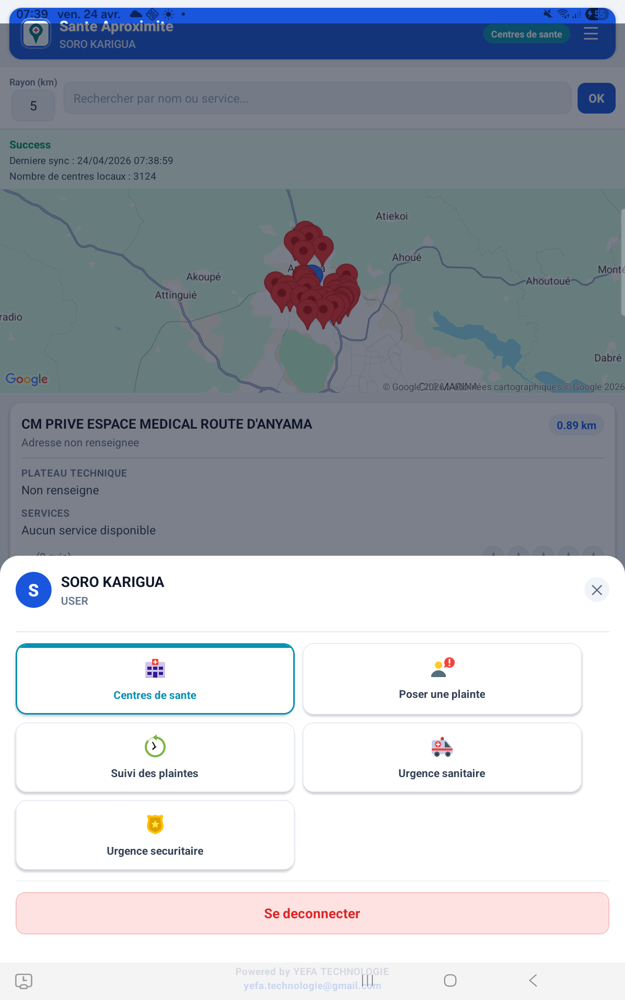 07:39 ven. 24 avr.
55
Sante Aproximite
SORO KARIGUA
Centres de sante
Rayon (km)
5
Rechercher par nom ou service...
OK
Success
Derniere sync : 24/04/2026 07:38:59
Nombre de centres locaux : 3124
Atiekoi
Ahoué
Akoupé
Attinguié
Ahoutoué
radio
Dabré
Google
© Google 2026 Données cartographiques © Google 2026
CM PRIVE ESPACE MEDICAL ROUTE D'ANYAMA
0.89 km
Adresse non renseignee
PLATEAU TECHNIQUE
Non renseigne
SERVICES
Aucun service disponible
SORO KARIGUA
S
USER
Centres de sante
Poser une plainte
Suivi des plaintes
Urgence sanitaire
Urgence securitaire
Se deconnecter
Powered by YEFA TECHNOLOGIE
yefa.technologie@gmail.com